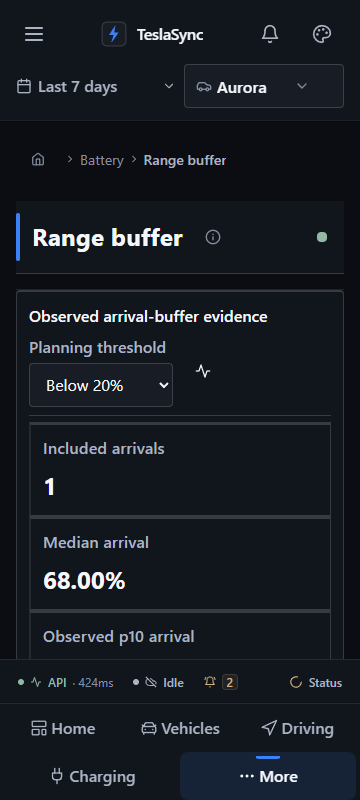 TeslaSync
Last 7 days
Aurora
Battery
Range buffer
Range buffer
Observed arrival-buffer evidence
Planning threshold
Below 20%
Included arrivals
1
Median arrival
68.00%
Observed p10 arrival
API · 424ms
Idle
2
Status
Home
Vehicles
Driving
Charging
More